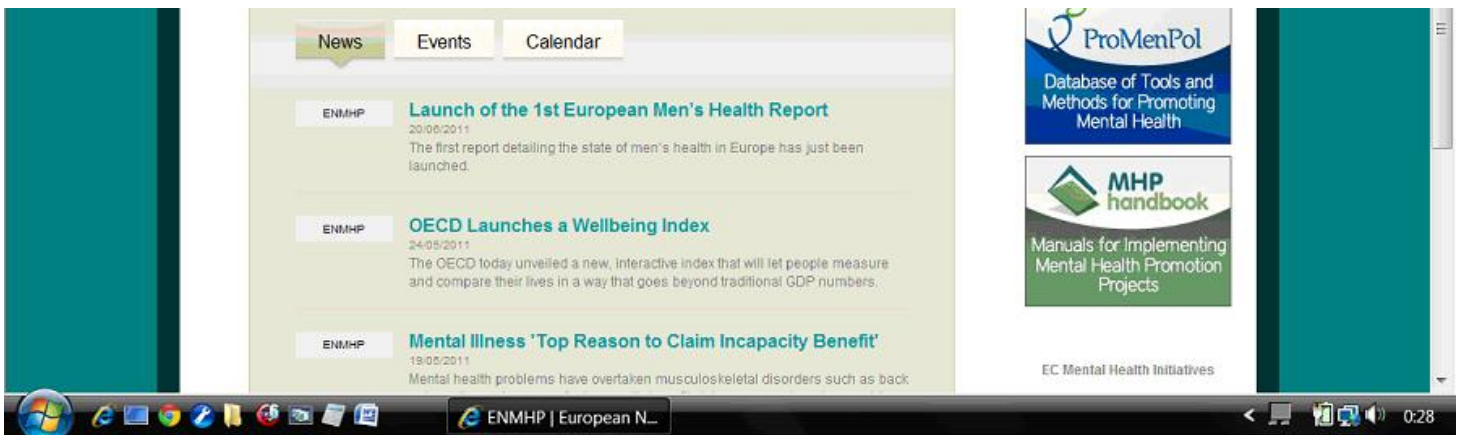 News Events Calendar
ENMHP
Launch of the 1st European Men's Health Report
20/06/2011
The first report detailing the state of men's health in Europe has just been
launched.
ENMHP
OECD Launches a Wellbeing Index
24/05/2011
The OECD today unveiled a new, interactive index that will let people measure
and compare their lives in a way that goes beyond traditional GDP numbers.
ENMHP
Mental Illness 'Top Reason to Claim Incapacity Benefit'
19/05/2011
Mental health problems have overtaken musculoskeletal disorders such as back
ProMenPol
Database of Tools and
Methods for Promoting
Mental Health
MHP
handbook
Manuals for Implementing
Mental Health Promotion
Projects
EC Mental Health Initiatives
ENMHP | European N...
0:28